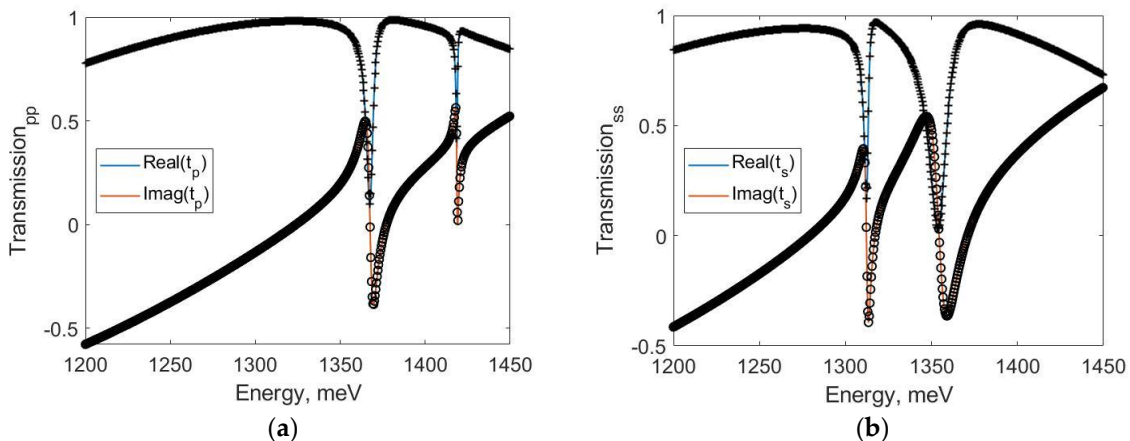 1
0.5
0
-0.5
Transmission_pp
Real(t_p)
Imag(t_p)
1200 1250 1300 1350 1400 1450
Energy, meV
(a)
1
0.5
0
-0.5
Transmission_ss
Real(t_s)
Imag(t_s)
1200 1250 1300 1350 1400 1450
Energy, meV
(b)